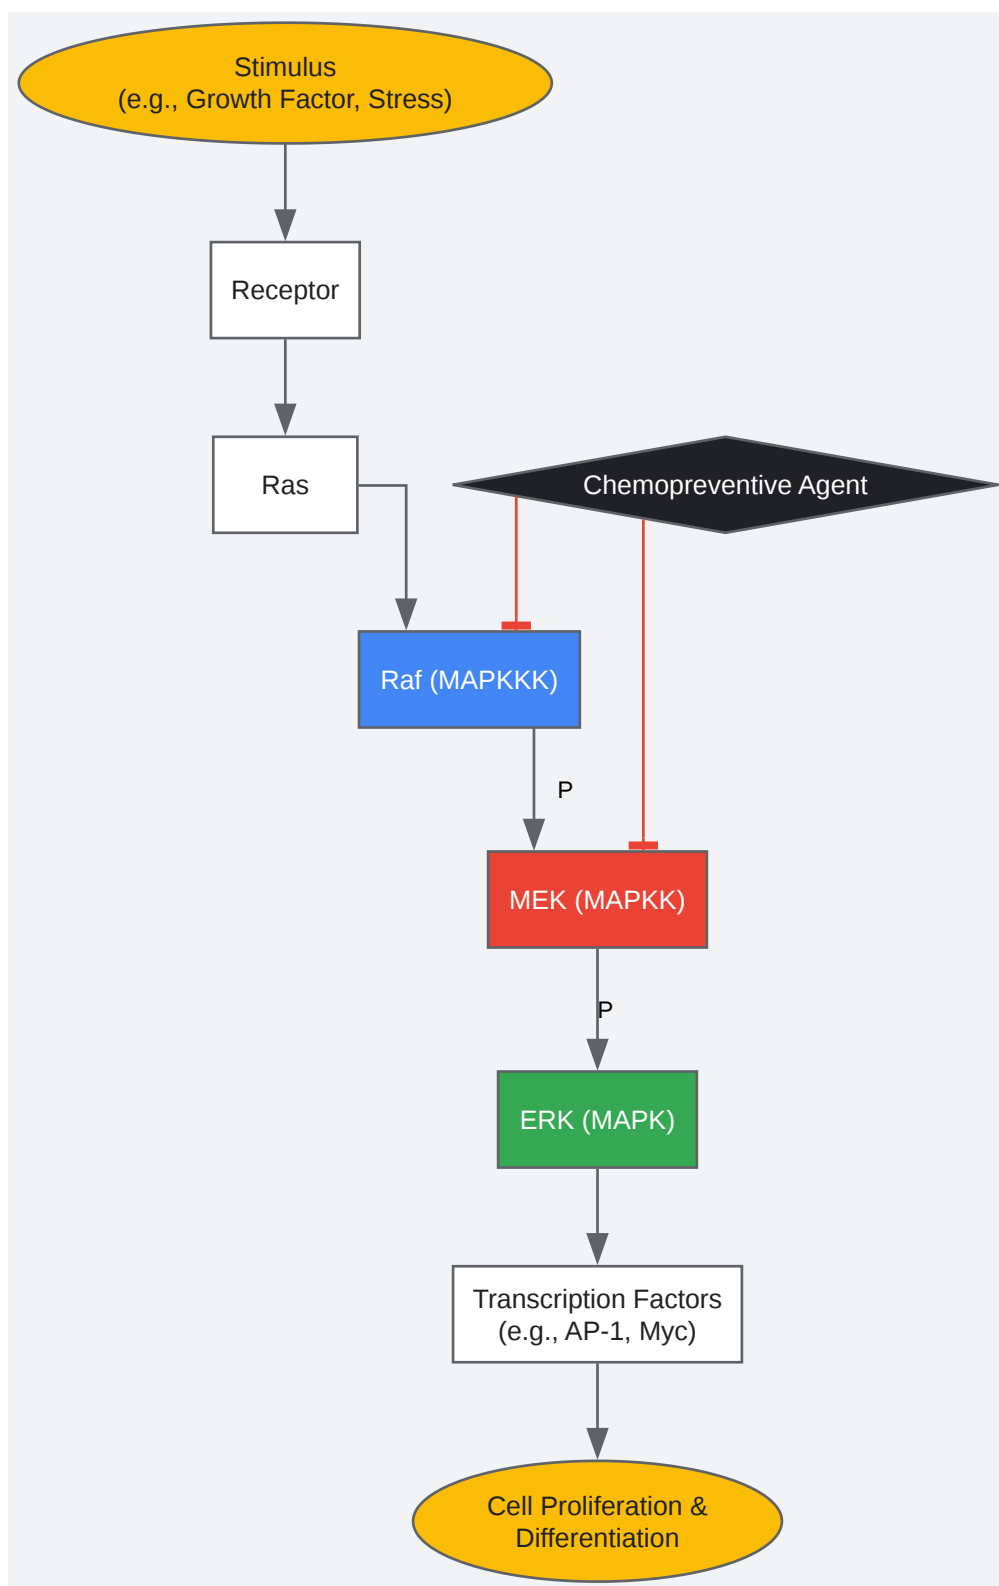 Stimulus
(e.g., Growth Factor, Stress)
Receptor
Ras
Chemopreventive Agent
Raf (MAPKKK)
P
MEK (MAPKK)
P
ERK (MAPK)
Transcription Factors
(e.g., AP-1, Myc)
Cell Proliferation &
Differentiation